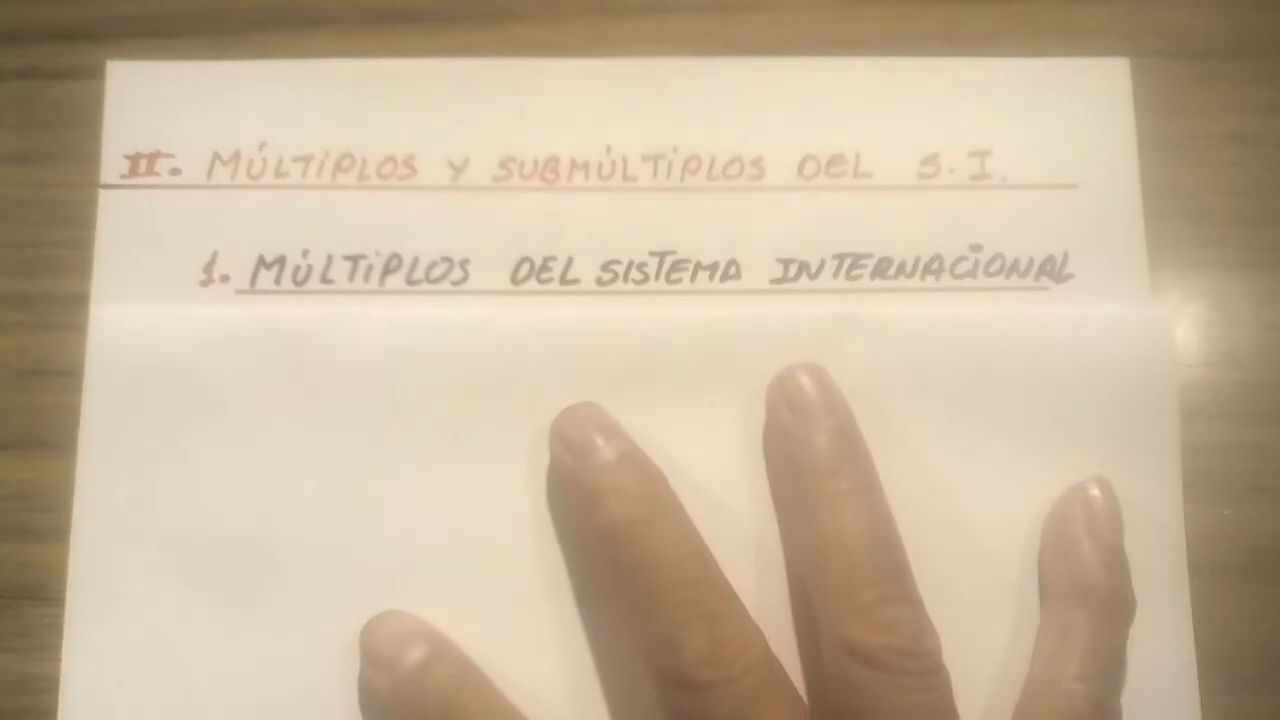 II. MÚLTIPLOS Y SUBMÚLTIPLOS DEL S.I.
1. MÚLTIPLOS DEL SISTEMA INTERNACIONAL